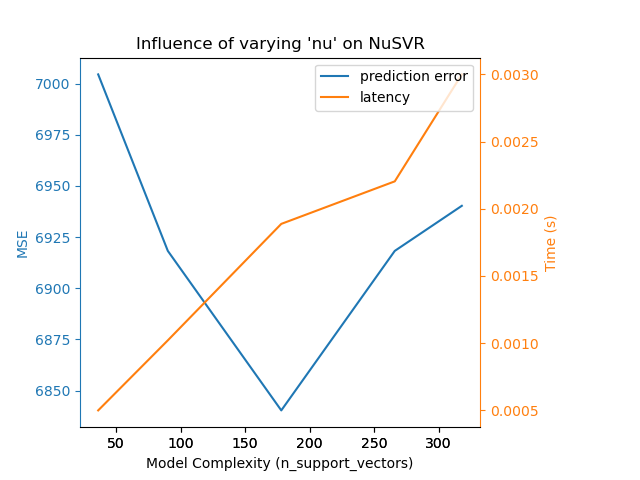 Influence of varying 'nu' on NuSVR
prediction error
latency
7000
6975
6950
6925
6900
6875
6850
MSE
0.0030
0.0025
0.0020
0.0015
0.0010
0.0005
Time (s)
50 100 150 200 250 300
Model Complexity (n_support_vectors)